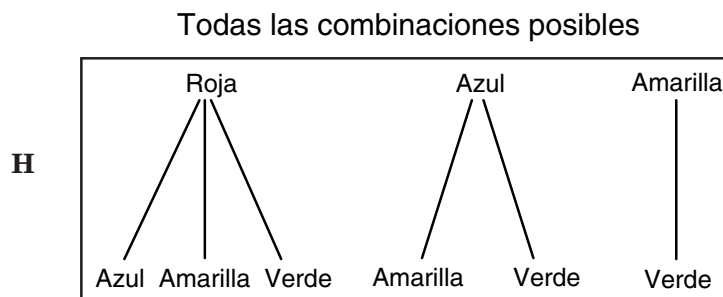 Todas las combinaciones posibles
Roja Azul Amarilla
H
Azul Amarilla Verde Amarilla Verde Verde